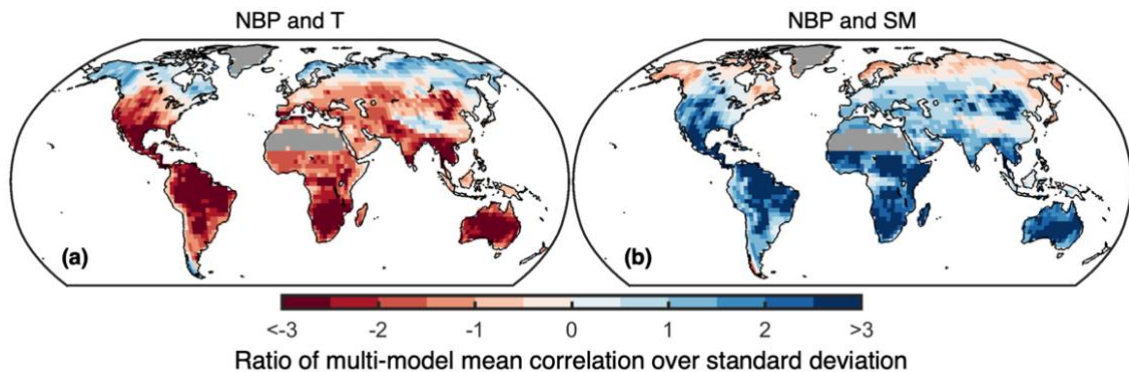 NBP and T
NBP and SM
(a)
(b)
<-3 -2 -1 0 1 2 >3
Ratio of multi-model mean correlation over standard deviation